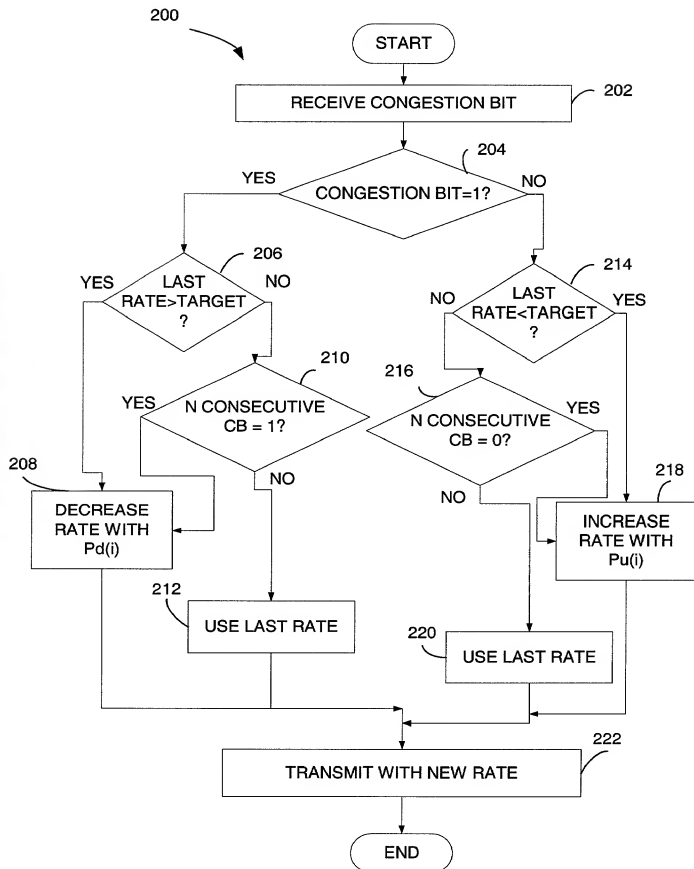 200
START
RECEIVE CONGESTION BIT
202
204
YES
CONGESTION BIT=1?
NO
206
YES
LAST
RATE>TARGET
?
NO
214
NO
LAST
RATE<TARGET
?
YES
210
YES
N CONSECUTIVE
CB = 1?
NO
216
N CONSECUTIVE
CB = 0?
YES
NO
208
DECREASE
RATE WITH
Pd(i)
218
INCREASE
RATE WITH
Pu(i)
212
USE LAST RATE
220
USE LAST RATE
222
TRANSMIT WITH NEW RATE
END